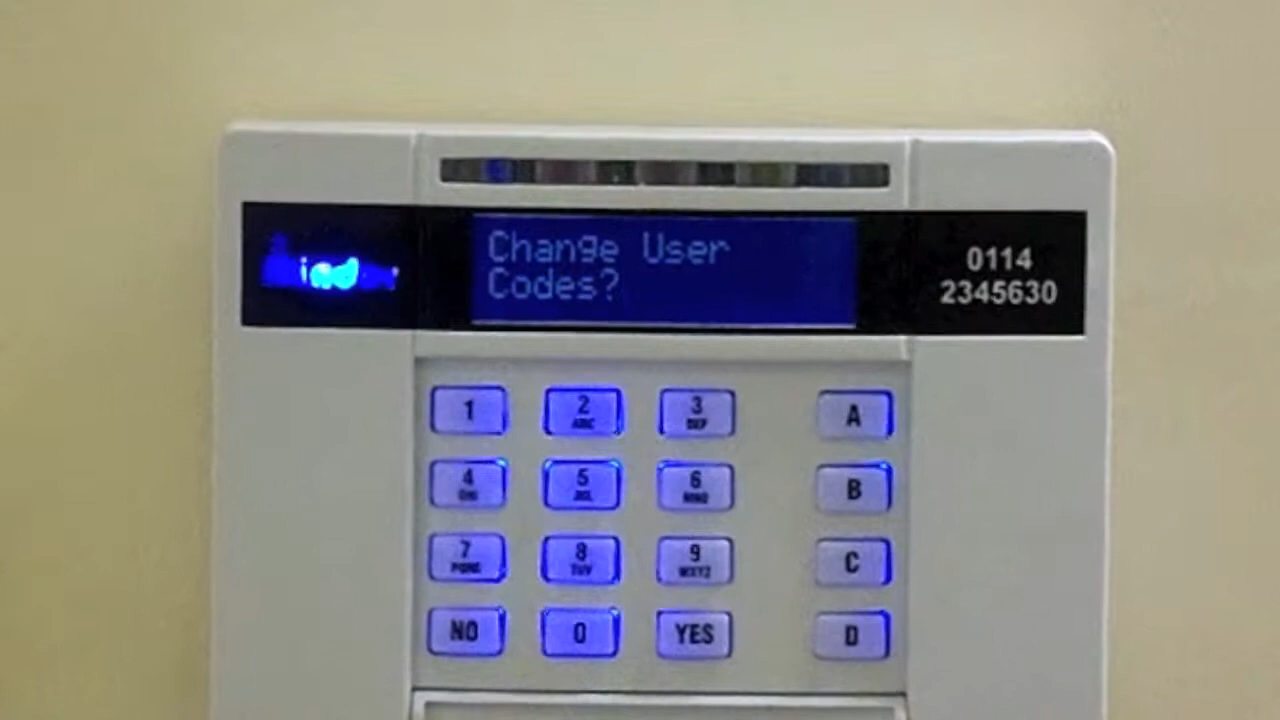 Change User
Codes?
0114
2345630
1
2
ABC
3
DEF
A
4
GHI
5
JKL
6
MNO
B
7
8
TUV
9
WXYZ
C
NO
0
YES
D